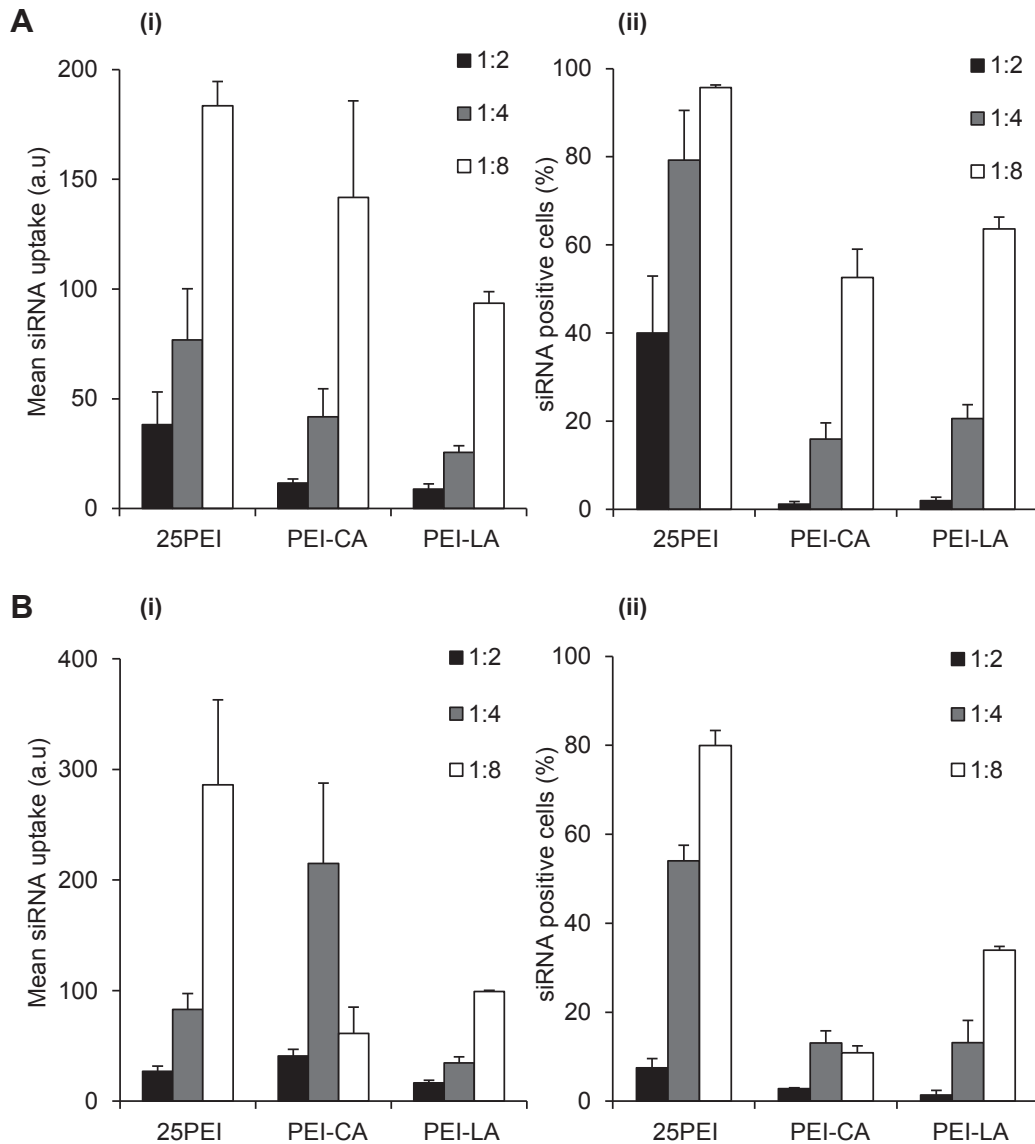 A
(i)
Mean siRNA uptake (a.u)
200
150
100
50
0
1:2
1:4
1:8
25PEI PEI-CA PEI-LA
(ii)
siRNA positive cells (%)
100
80
60
40
20
0
1:2
1:4
1:8
25PEI PEI-CA PEI-LA
B
(i)
Mean siRNA uptake (a.u)
400
300
200
100
0
1:2
1:4
1:8
25PEI PEI-CA PEI-LA
(ii)
siRNA positive cells (%)
100
80
60
40
20
0
1:2
1:4
1:8
25PEI PEI-CA PEI-LA